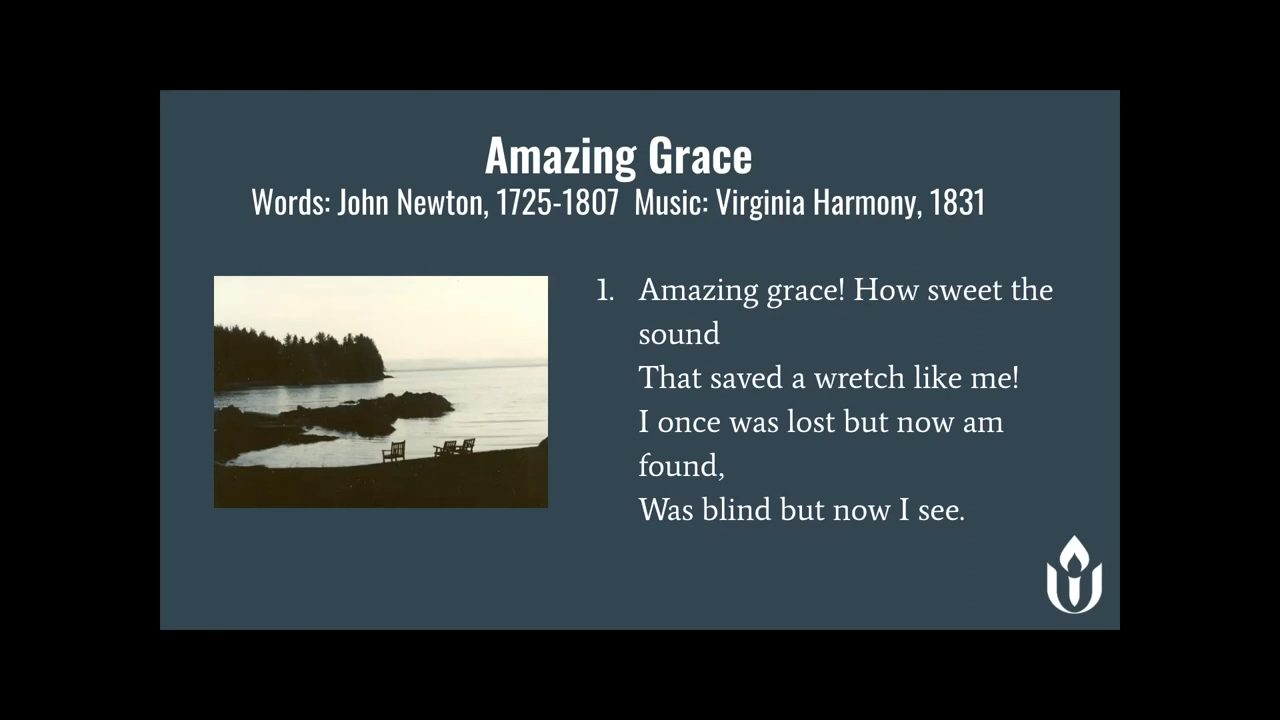 Amazing Grace
Words: John Newton, 1725-1807 Music: Virginia Harmony, 1831
1. Amazing grace! How sweet the
sound
That saved a wretch like me!
I once was lost but now am
found,
Was blind but now I see.